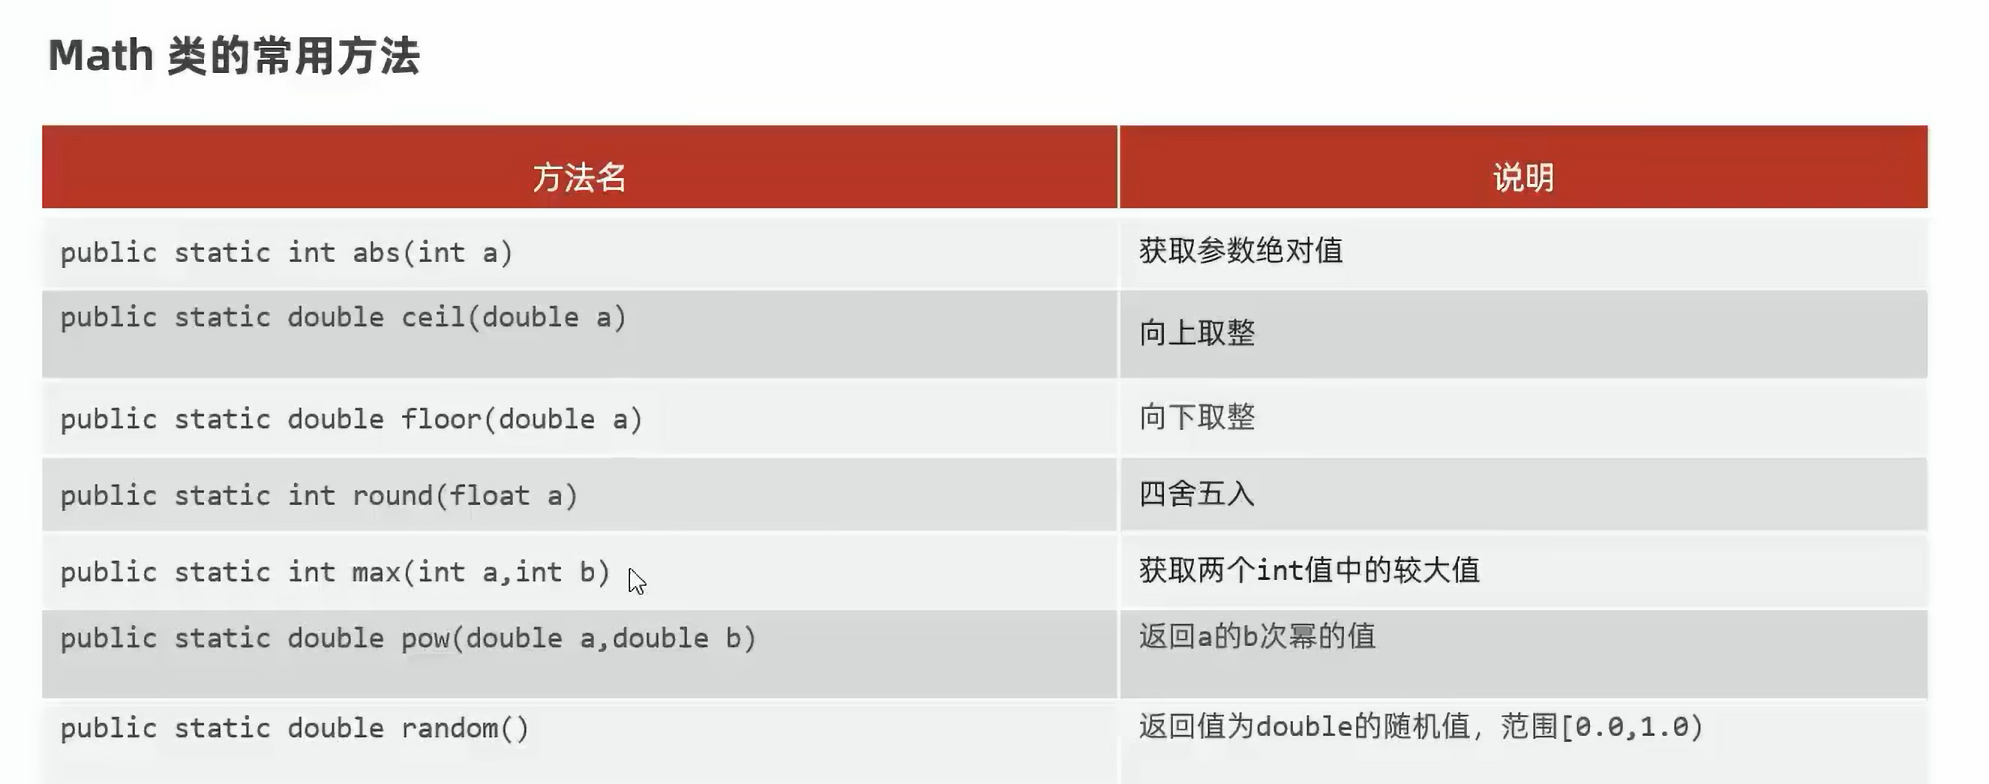 Math 类的常用方法
方法名 说明
public static int abs(int a) 获取参数绝对值
public static double ceil(double a) 向上取整
public static double floor(double a) 向下取整
public static int round(float a) 四舍五入
public static int max(int a,int b) 获取两个int值中的较大值
public static double pow(double a,double b) 返回a的b次幂的值
public static double random() 返回值为double的随机值，范围[0.0,1.0)